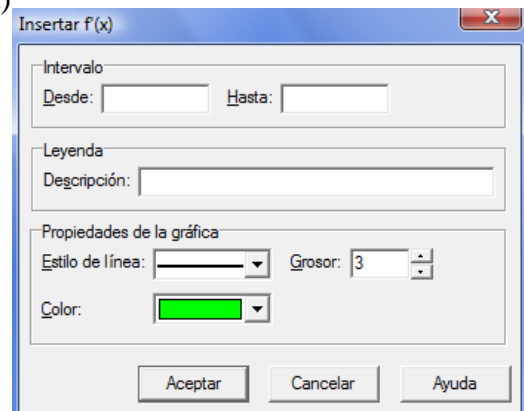 )
Insertar f'(x)
Intervalo
Desde: Hasta:
Leyenda
Descripción:
Propiedades de la gráfica
Estilo de línea: Grosor: 3
Color:
Aceptar Cancelar Ayuda